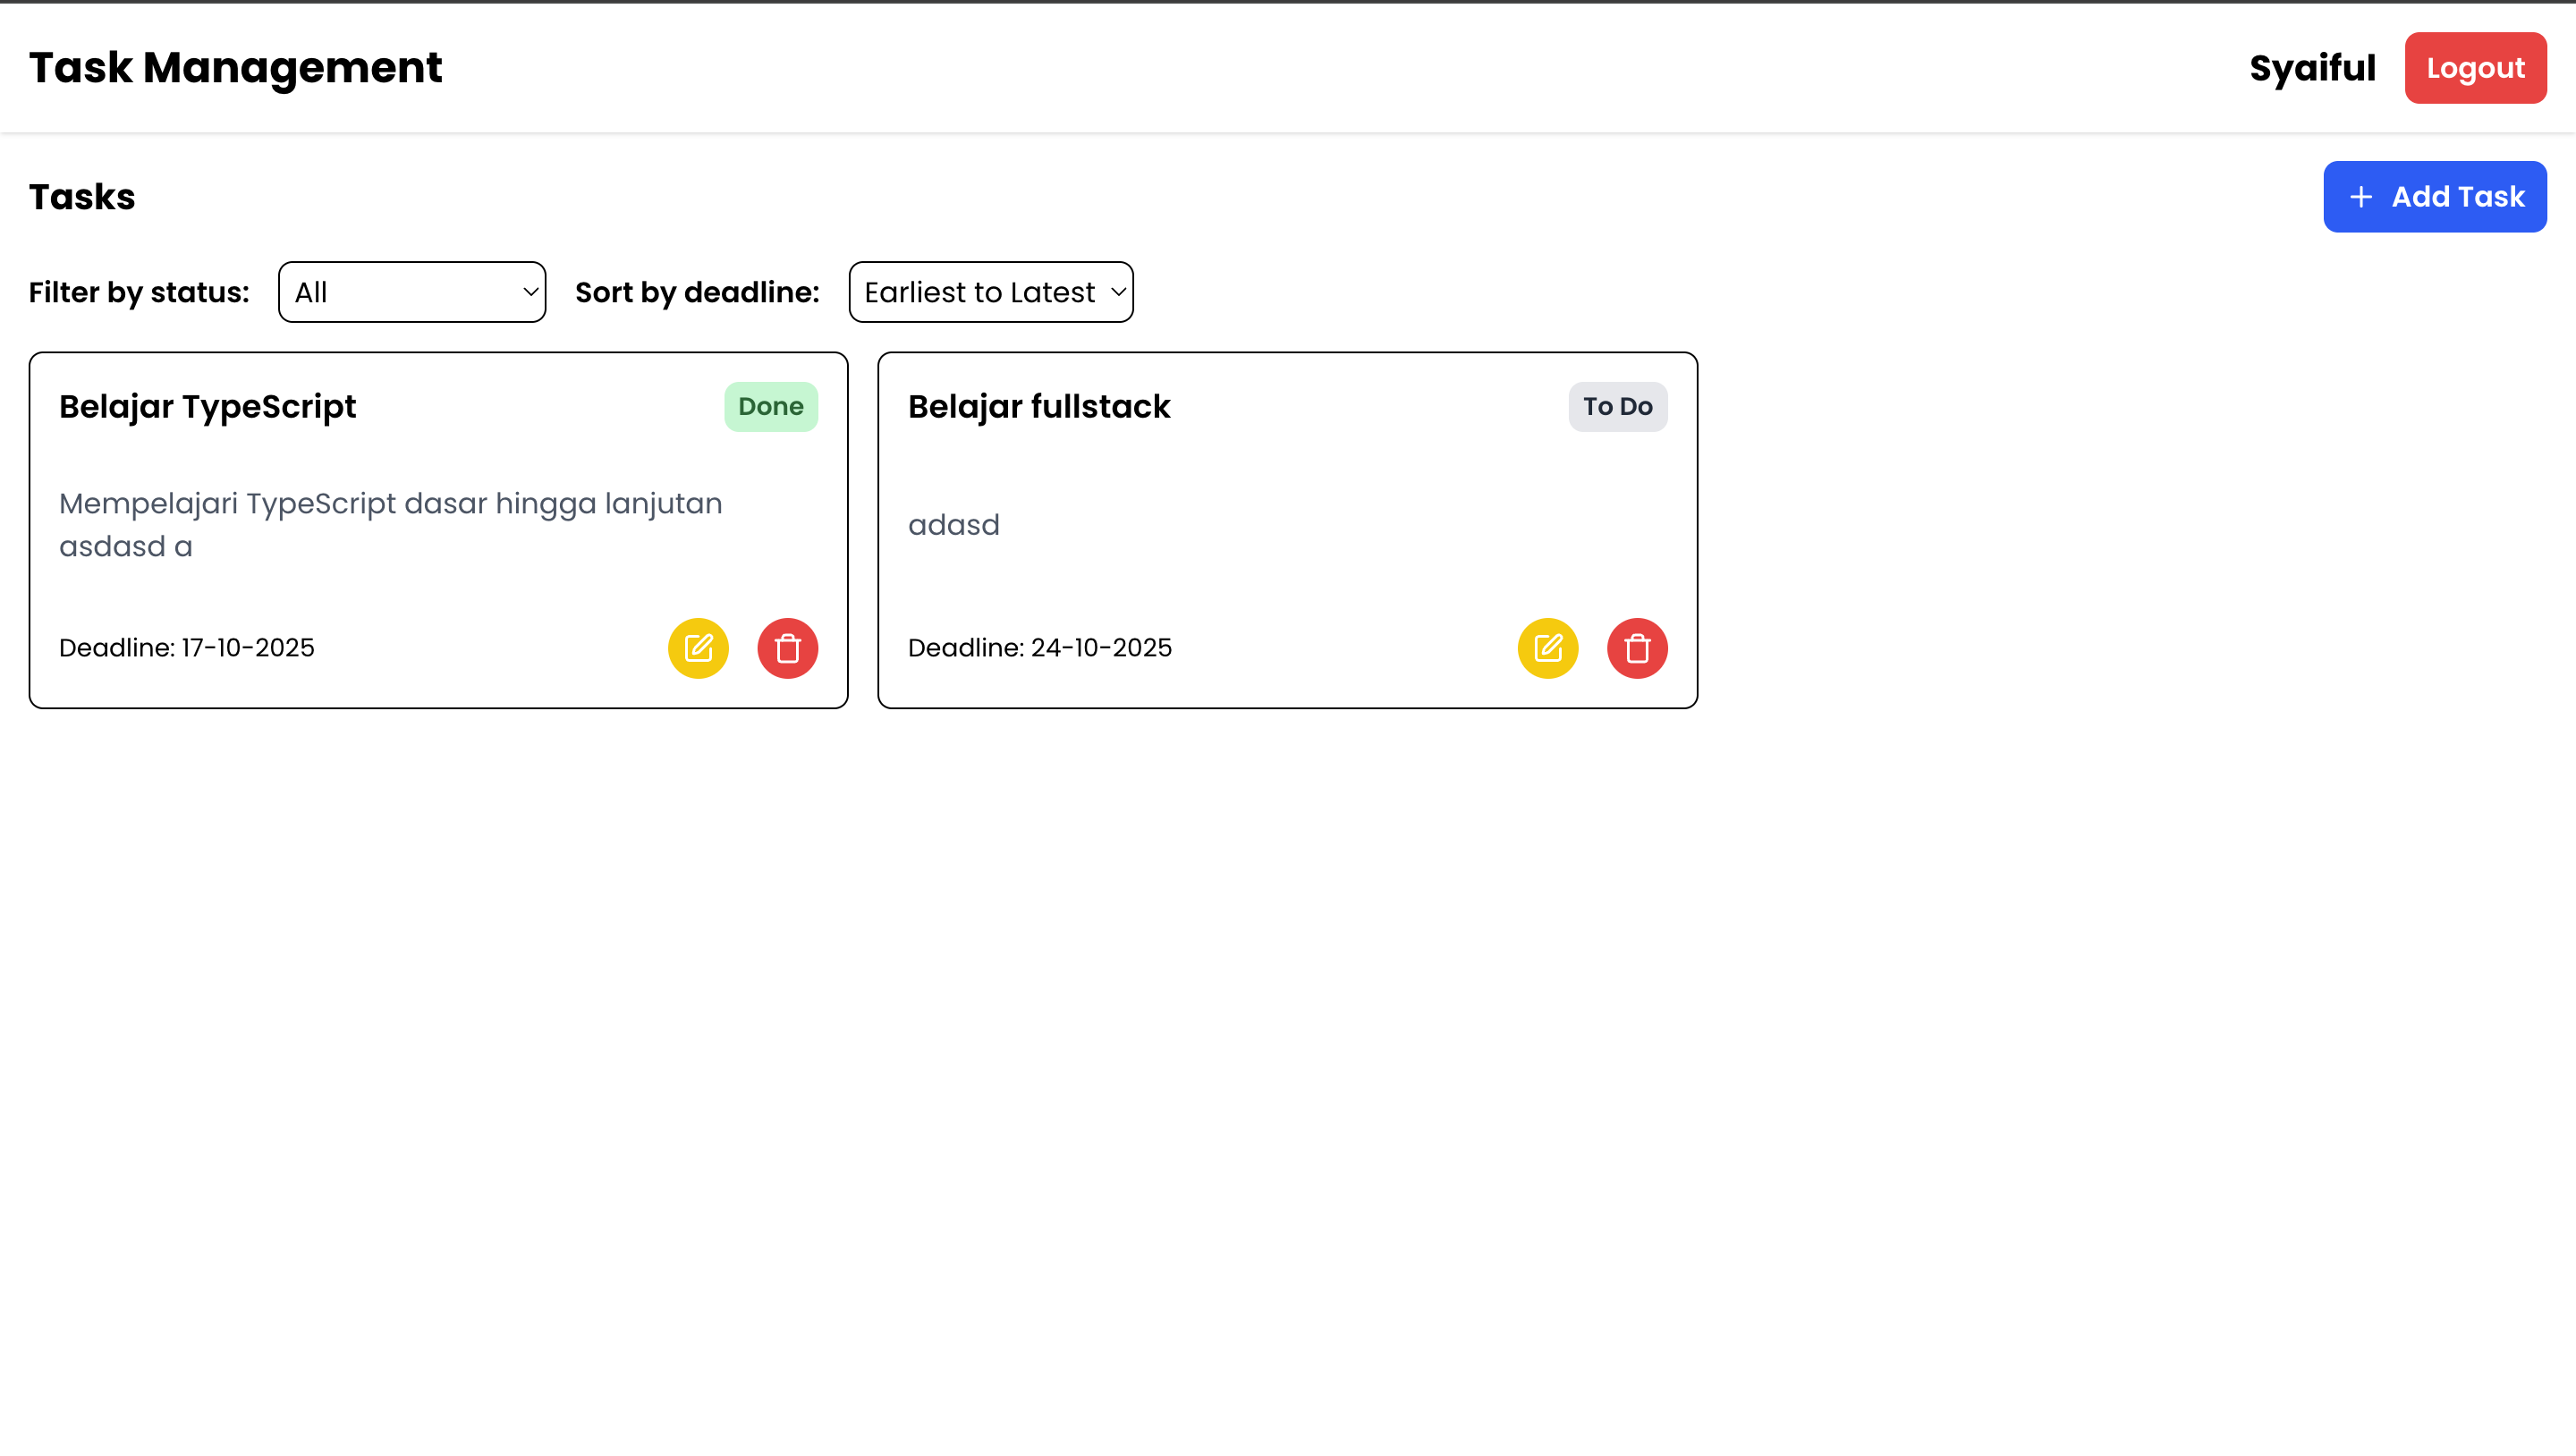 Task Management
Syaiful
Logout
Tasks
Add Task
Filter by status:
All
Sort by deadline:
Earliest to Latest
Belajar TypeScript
Done
Mempelajari TypeScript dasar hingga lanjutan
asdasd a
Deadline: 17-10-2025
Belajar fullstack
To Do
adasd
Deadline: 24-10-2025